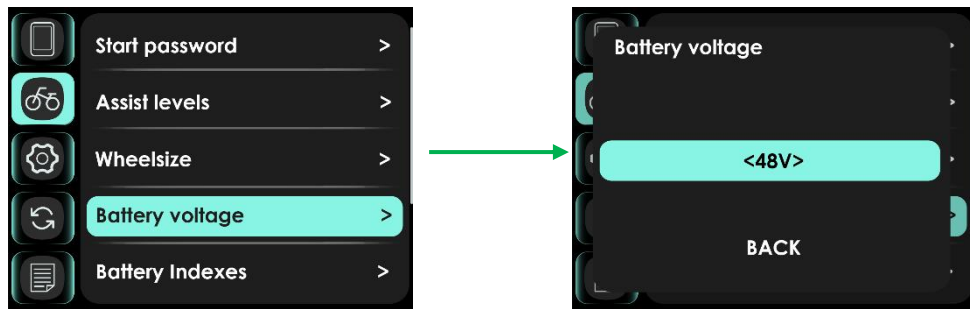 Start password >
Assist levels >
Wheelsize >
Battery voltage >
Battery Indexes >
Battery voltage
<48V>
BACK